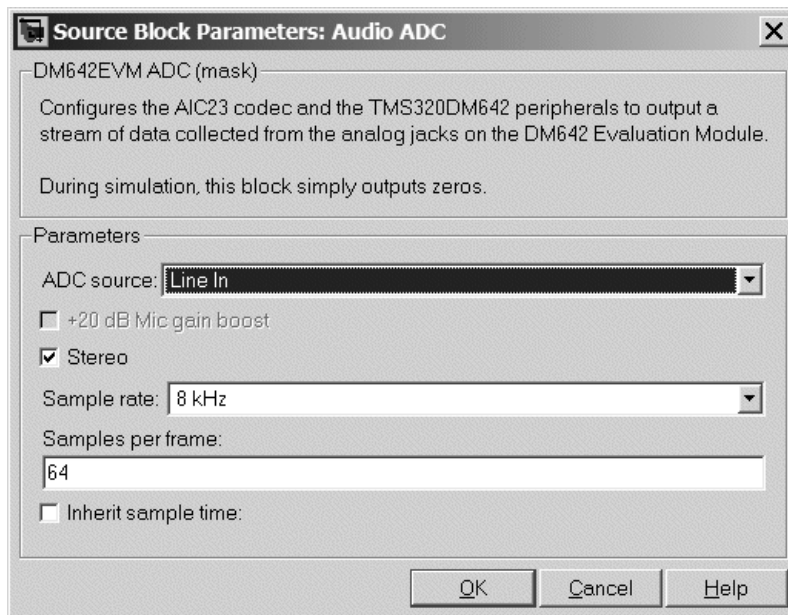 Source Block Parameters: Audio ADC
DM642EVM ADC (mask)
Configures the AIC23 codec and the TMS320DM642 peripherals to output a
stream of data collected from the analog jacks on the DM642 Evaluation Module.
During simulation, this block simply outputs zeros.
Parameters
ADC source: Line In
+20 dB Mic gain boost
Stereo
Sample rate: 8 kHz
Samples per frame:
64
Inherit sample time:
OK Cancel Help